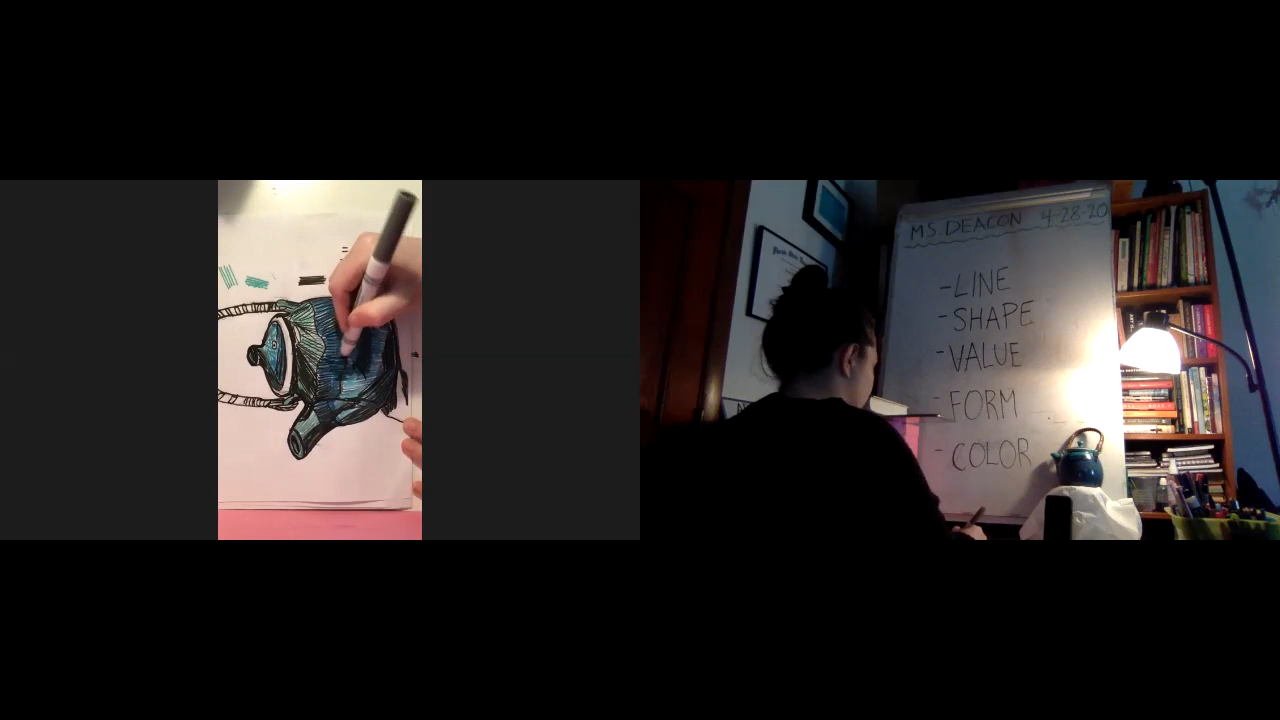 MS. DEACON 4-28-20
-LINE
-SHAPE
-VALUE
-FORM
-COLOR